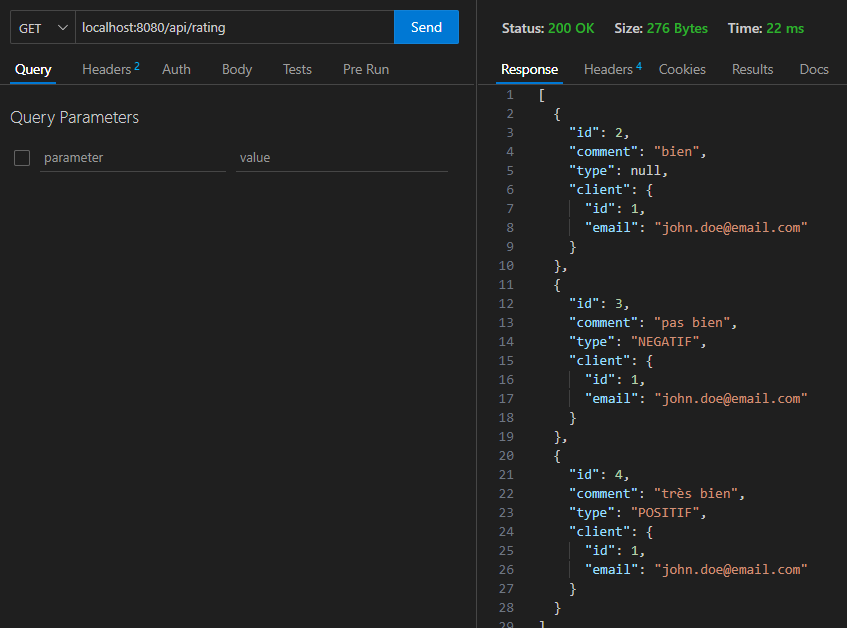 GET localhost:8080/api/rating Send
Query Headers 2 Auth Body Tests Pre Run
Query Parameters
parameter value
Status: 200 OK Size: 276 Bytes Time: 22 ms
Response Headers 4 Cookies Results Docs
1 [
2 {
3 "id": 2,
4 "comment": "bien",
5 "type": null,
6 "client": {
7 "id": 1,
8 "email": "john.doe@email.com"
9 }
10 },
11 {
12 "id": 3,
13 "comment": "pas bien",
14 "type": "NEGATIF",
15 "client": {
16 "id": 1,
17 "email": "john.doe@email.com"
18 }
19 },
20 {
21 "id": 4,
22 "comment": "très bien",
23 "type": "POSITIF",
24 "client": {
25 "id": 1,
26 "email": "john.doe@email.com"
27 }
28 }
29 ]